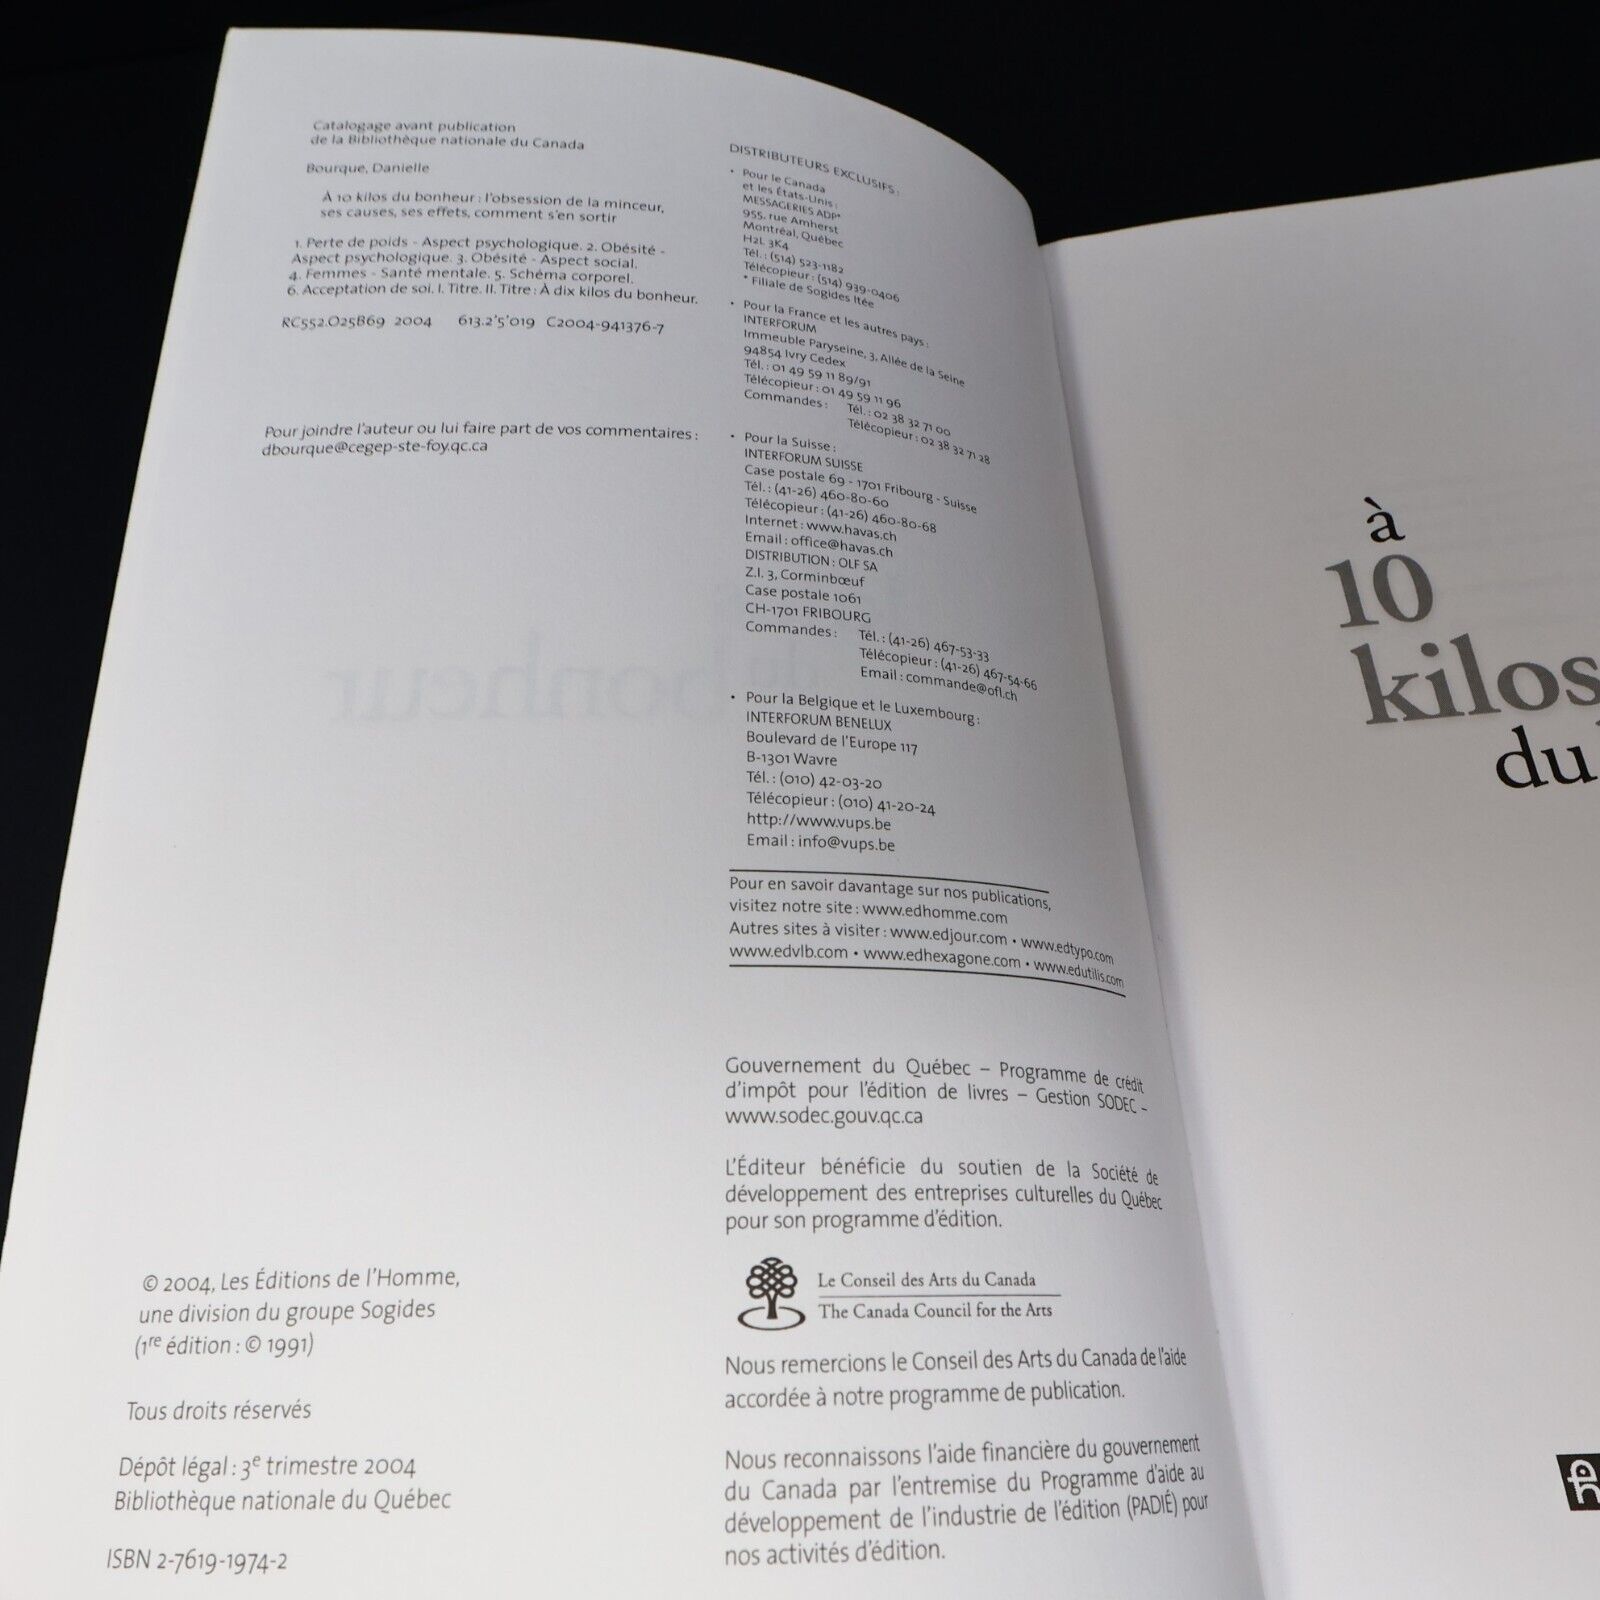 Catalogage avant publication
de la Bibliothèque nationale du Canada
Bourque, Danielle
À 10 kilos du bonheur : l'obsession de la minceur,
ses causes, ses effets, comment s'en sortir
1. Perte de poids - Aspect psychologique. 2. Obésité -
Aspect psychologique. 3. Obésité - Aspect social.
4. Femmes - Santé mentale. 5. Schéma corporel.
6. Acceptation de soi. I. Titre. II. Titre : À dix kilos du bonheur.
RC552.O25B69 2004 613.2'5'019 C2004-941376-7
Pour joindre l'auteur ou lui faire part de vos commentaires :
dbourque@cegep-ste-foy.qc.ca
© 2004, Les Éditions de l'Homme,
une division du groupe Sogides
(1re édition : © 1991)
Tous droits réservés
Dépôt légal : 3e trimestre 2004
Bibliothèque nationale du Québec
ISBN 2-7619-1974-2
DISTRIBUTEURS EXCLUSIFS :
• Pour le Canada
et les États-Unis :
MESSAGERIES ADP*
955, rue Amherst
Montréal, Québec
H2L 3K4
Tél. : (514) 523-1182
Télécopieur : (514) 939-0406
* Filiale de Sogides ltée
• Pour la France et les autres pays :
INTERFORUM
Immeuble Paryseine, 3, Allée de la Seine
94854 Ivry Cedex
Tél. : 01 49 59 11 89/91
Télécopieur : 01 49 59 11 96
Commandes : Tél. : 02 38 32 71 00
Télécopieur : 02 38 32 71 28
• Pour la Suisse :
INTERFORUM SUISSE
Case postale 69 - 1701 Fribourg - Suisse
Tél. : (41-26) 460-80-60
Télécopieur : (41-26) 460-80-68
Internet : www.havas.ch
Email : office@havas.ch
DISTRIBUTION : OLF SA
Z.I. 3, Corminbœuf
Case postale 1061
CH-1701 FRIBOURG
Commandes : Tél. : (41-26) 467-53-33
Télécopieur : (41-26) 467-54-66
Email : commande@ofl.ch
• Pour la Belgique et le Luxembourg :
INTERFORUM BENELUX
Boulevard de l'Europe 117
B-1301 Wavre
Tél. : (010) 42-03-20
Télécopieur : (010) 41-20-24
http://www.vups.be
Email : info@vups.be
Pour en savoir davantage sur nos publications,
visitez notre site : www.edhomme.com
Autres sites à visiter : www.edjour.com • www.edtypo.com
www.edvlb.com • www.edhexagone.com • www.edutilis.com
Gouvernement du Québec – Programme de crédit
d'impôt pour l'édition de livres – Gestion SODEC –
www.sodec.gouv.qc.ca
L'Éditeur bénéficie du soutien de la Société de
développement des entreprises culturelles du Québec
pour son programme d'édition.
Le Conseil des Arts du Canada
The Canada Council for the Arts
Nous remercions le Conseil des Arts du Canada de l'aide
accordée à notre programme de publication.
Nous reconnaissons l'aide financière du gouvernement
du Canada par l'entremise du Programme d'aide au
développement de l'industrie de l'édition (PADIÉ) pour
nos activités d'édition.
à
10
kilos
du